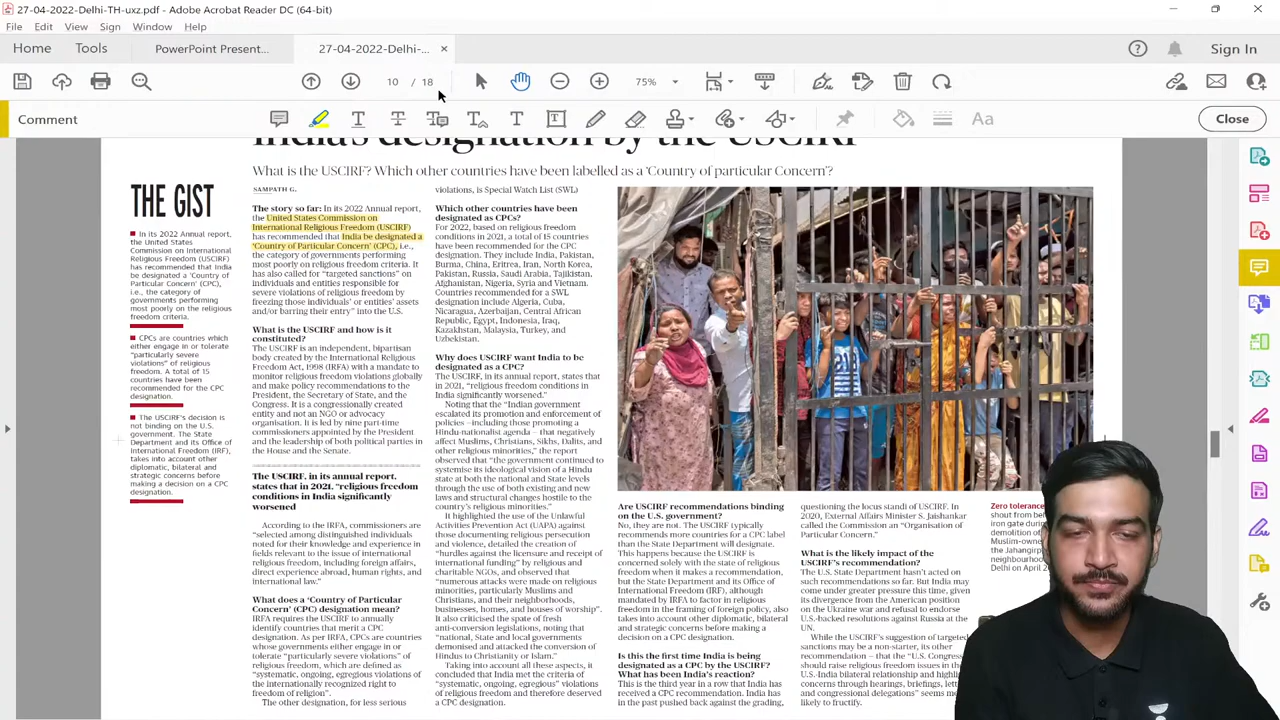 27-04-2022-Delhi-TH-uxz.pdf - Adobe Acrobat Reader DC (64-bit)
File Edit View Sign Window Help
Home Tools PowerPoint Present... 27-04-2022-Delhi-... × Sign In
10 / 18 75%
Comment Close
India's designation by the USCIRF
What is the USCIRF? Which other countries have been labelled as a 'Country of particular Concern'?
THE GIST
In its 2022 Annual report,
the United States
Commission on
International Religious
Freedom (USCIRF)
has recommended that India
be designated a
'Country of Particular
Concern' (CPC),
i.e., the category of
governments performing
most poorly on religious
freedom criteria.
CPCs are countries which
either engage in or tolerate
"particularly severe
violations" of religious
freedom. A total of 15
countries have been
recommended for the CPC
designation.
The USCIRF's decision is
not binding on the U.S.
government. The State
Department and its Office of
International Freedom (IRF),
takes into account other
diplomatic, bilateral and
strategic concerns before
making a decision on a CPC
designation.
SAMPATH G.
The story so far: In its 2022 Annual report,
the United States Commission on
International Religious Freedom (USCIRF)
has recommended that India be designated a
'Country of Particular Concern' (CPC), i.e.,
the category of governments performing
most poorly on religious freedom criteria. It
has also called for "targeted sanctions" on
individuals and entities responsible for
severe violations of religious freedom by
freezing those individuals' or entities' assets
and/or barring their entry" into the U.S.
What is the USCIRF and how is it
constituted?
The USCIRF is an independent, bipartisan
body created by the International Religious
Freedom Act, 1998 (IRFA) with a mandate to
monitor religious freedom violations globally
and make policy recommendations to the
President, the Secretary of State, and the
Congress. It is a congressionally created
entity and not an NGO or advocacy
organisation. It is led by nine part-time
commissioners appointed by the President
and the leadership of both political parties in
the House and the Senate.
The USCIRF, in its annual report,
states that in 2021, "religious freedom
conditions in India significantly
worsened
According to the IRFA, commissioners are
"selected among distinguished individuals
noted for their knowledge and experience in
fields relevant to the issue of international
religious freedom, including foreign affairs,
direct experience abroad, human rights, and
international law."
What does a 'Country of Particular
Concern' (CPC) designation mean?
IRFA requires the USCIRF to annually
identify countries that merit a CPC
designation. As per IRFA, CPCs are countries
whose governments either engage in or
tolerate "particularly severe violations" of
religious freedom, which are defined as
"systematic, ongoing, egregious violations of
the internationally recognized right to
freedom of religion".
The other designation, for less serious
violations, is Special Watch List (SWL)
Which other countries have been
designated as CPCs?
For 2022, based on religious freedom
conditions in 2021, a total of 15 countries
have been recommended for the CPC
designation. They include India, Pakistan,
Burma, China, Eritrea, Iran, North Korea,
Pakistan, Russia, Saudi Arabia, Tajikistan,
Afghanistan, Nigeria, Syria and Vietnam.
Countries recommended for a SWL
designation include Algeria, Cuba,
Nicaragua, Azerbaijan, Central African
Republic, Egypt, Indonesia, Iraq,
Kazakhstan, Malaysia, Turkey, and
Uzbekistan.
Why does USCIRF want India to be
designated as a CPC?
The USCIRF, in its annual report, states that
in 2021, "religious freedom conditions in
India significantly worsened."
Noting that the "Indian government
escalated its promotion and enforcement of
policies –including those promoting a
Hindu-nationalist agenda – that negatively
affect Muslims, Christians, Sikhs, Dalits, and
other religious minorities," the report
observed that "the government continued to
systemise its ideological vision of a Hindu
state at both the national and State levels
through the use of both existing and new
laws and structural changes hostile to the
country's religious minorities."
It highlighted the use of the Unlawful
Activities Prevention Act (UAPA) against
those documenting religious persecution
and violence, detailed the creation of
"hurdles against the licensure and receipt of
international funding" by religious and
charitable NGOs, and observed that
"numerous attacks were made on religious
minorities, particularly Muslims and
Christians, and their neighborhoods,
businesses, homes, and houses of worship".
It also criticised the spate of fresh
anti-conversion legislations, noting that
"national, State and local governments
demonised and attacked the conversion of
Hindus to Christianity or Islam."
Taking into account all these aspects, it
concluded that India met the criteria of
"systematic, ongoing, egregious" violations
of religious freedom and therefore deserved
a CPC designation.
Are USCIRF recommendations binding
on the U.S. government?
No, they are not. The USCIRF typically
recommends more countries for a CPC label
than the State Department will designate.
This happens because the USCIRF is
concerned solely with the state of religious
freedom when it makes a recommendation,
but the State Department and its Office of
International Freedom (IRF), although
mandated by IRFA to factor in religious
freedom in the framing of foreign policy, also
takes into account other diplomatic, bilateral
and strategic concerns before making a
decision on a CPC designation.
Is this the first time India is being
designated as a CPC by the USCIRF?
What has been India's reaction?
This is the third year in a row that India has
received a CPC recommendation. India has
in the past pushed back against the grading,
questioning the locus standi of USCIRF. In
2020, External Affairs Minister S. Jaishankar
called the Commission an "Organisation of
Particular Concern".
What is the likely impact of the
USCIRF's recommendation?
The U.S. State Department hasn't acted on
such recommendations so far. But India may
come under greater pressure this time, given
its divergence from the American position
on the Ukraine war and refusal to endorse
U.S.-backed resolutions against Russia at the
UN.
While the USCIRF's suggestion of targeted
sanctions may be a non-starter, its other
recommendation – that the "U.S. Congress
should raise religious freedom issues in the
U.S.-India bilateral relationship and highlight
concerns through hearings, briefings,
and congressional delegations" seems
likely to fructify.
Zero tolerance
shout from
iron gate
demolition of
Muslim-owned
the Jahangir
neighbourhood
Delhi on April